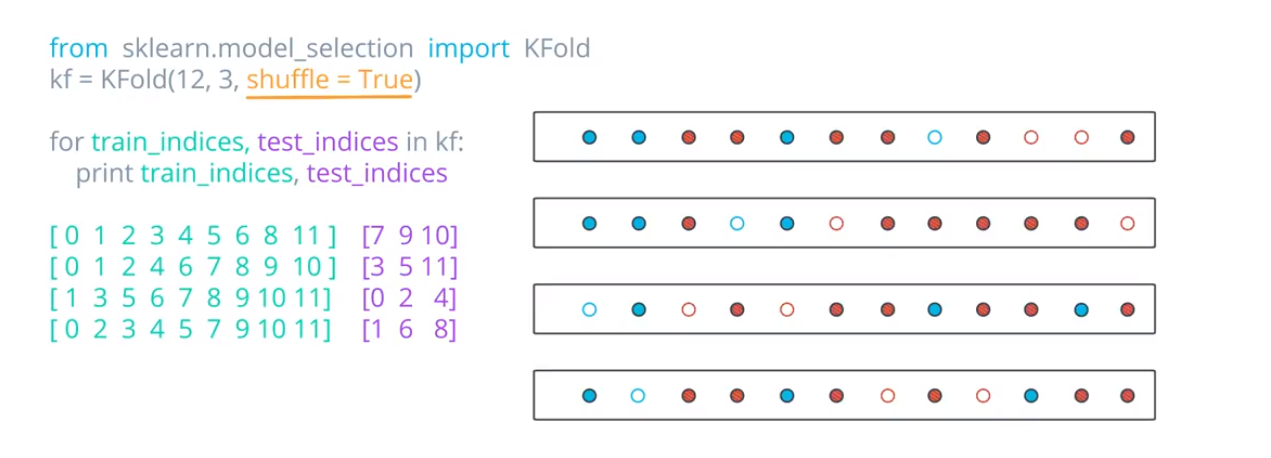 from sklearn.model_selection import KFold
kf = KFold(12, 3, shuffle = True)
for train_indices, test_indices in kf:
print train_indices, test_indices
[ 0 1 2 3 4 5 6 8 11 ] [7 9 10]
[ 0 1 2 4 6 7 8 9 10 ] [3 5 11]
[ 1 3 5 6 7 8 9 10 11] [0 2 4]
[ 0 2 3 4 5 7 9 10 11] [1 6 8]